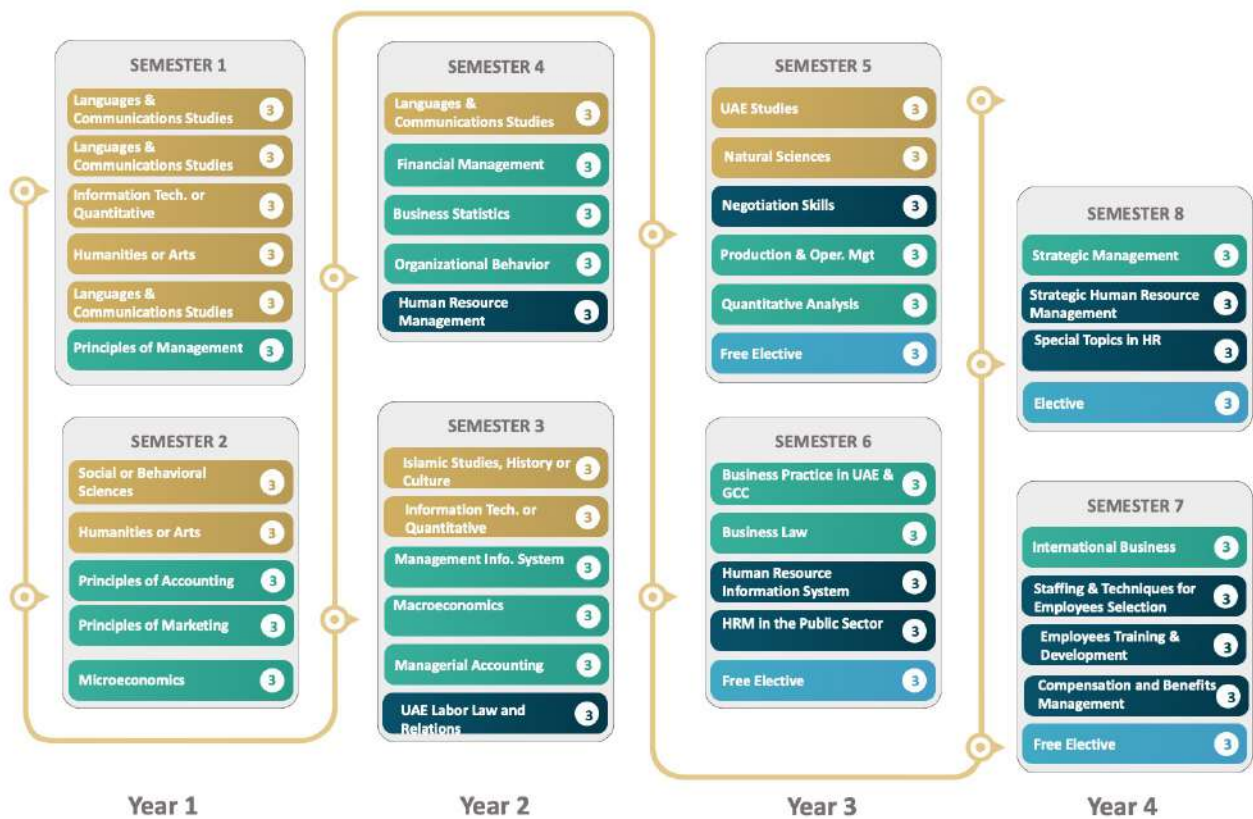 SEMESTER 1
Languages &
Communications Studies 3
Languages &
Communications Studies 3
Information Tech. or
Quantitative 3
Humanities or Arts 3
Languages &
Communications Studies 3
Principles of Management 3
SEMESTER 2
Social or Behavioral
Sciences 3
Humanities or Arts 3
Principles of Accounting 3
Principles of Marketing 3
Microeconomics 3
Year 1
SEMESTER 4
Languages &
Communications Studies 3
Financial Management 3
Business Statistics 3
Organizational Behavior 3
Human Resource
Management 3
SEMESTER 3
Islamic Studies, History or
Culture 3
Information Tech. or
Quantitative 3
Management Info. System 3
Macroeconomics 3
Managerial Accounting 3
UAE Labor Law and
Relations 3
Year 2
SEMESTER 5
UAE Studies 3
Natural Sciences 3
Negotiation Skills 3
Production & Oper. Mgt 3
Quantitative Analysis 3
Free Elective 3
SEMESTER 6
Business Practice in UAE &
GCC 3
Business Law 3
Human Resource
Information System 3
HRM in the Public Sector 3
Free Elective 3
Year 3
SEMESTER 8
Strategic Management 3
Strategic Human Resource
Management 3
Special Topics in HR 3
Elective 3
SEMESTER 7
International Business 3
Staffing & Techniques for
Employees Selection 3
Employees Training &
Development 3
Compensation and Benefits
Management 3
Free Elective 3
Year 4